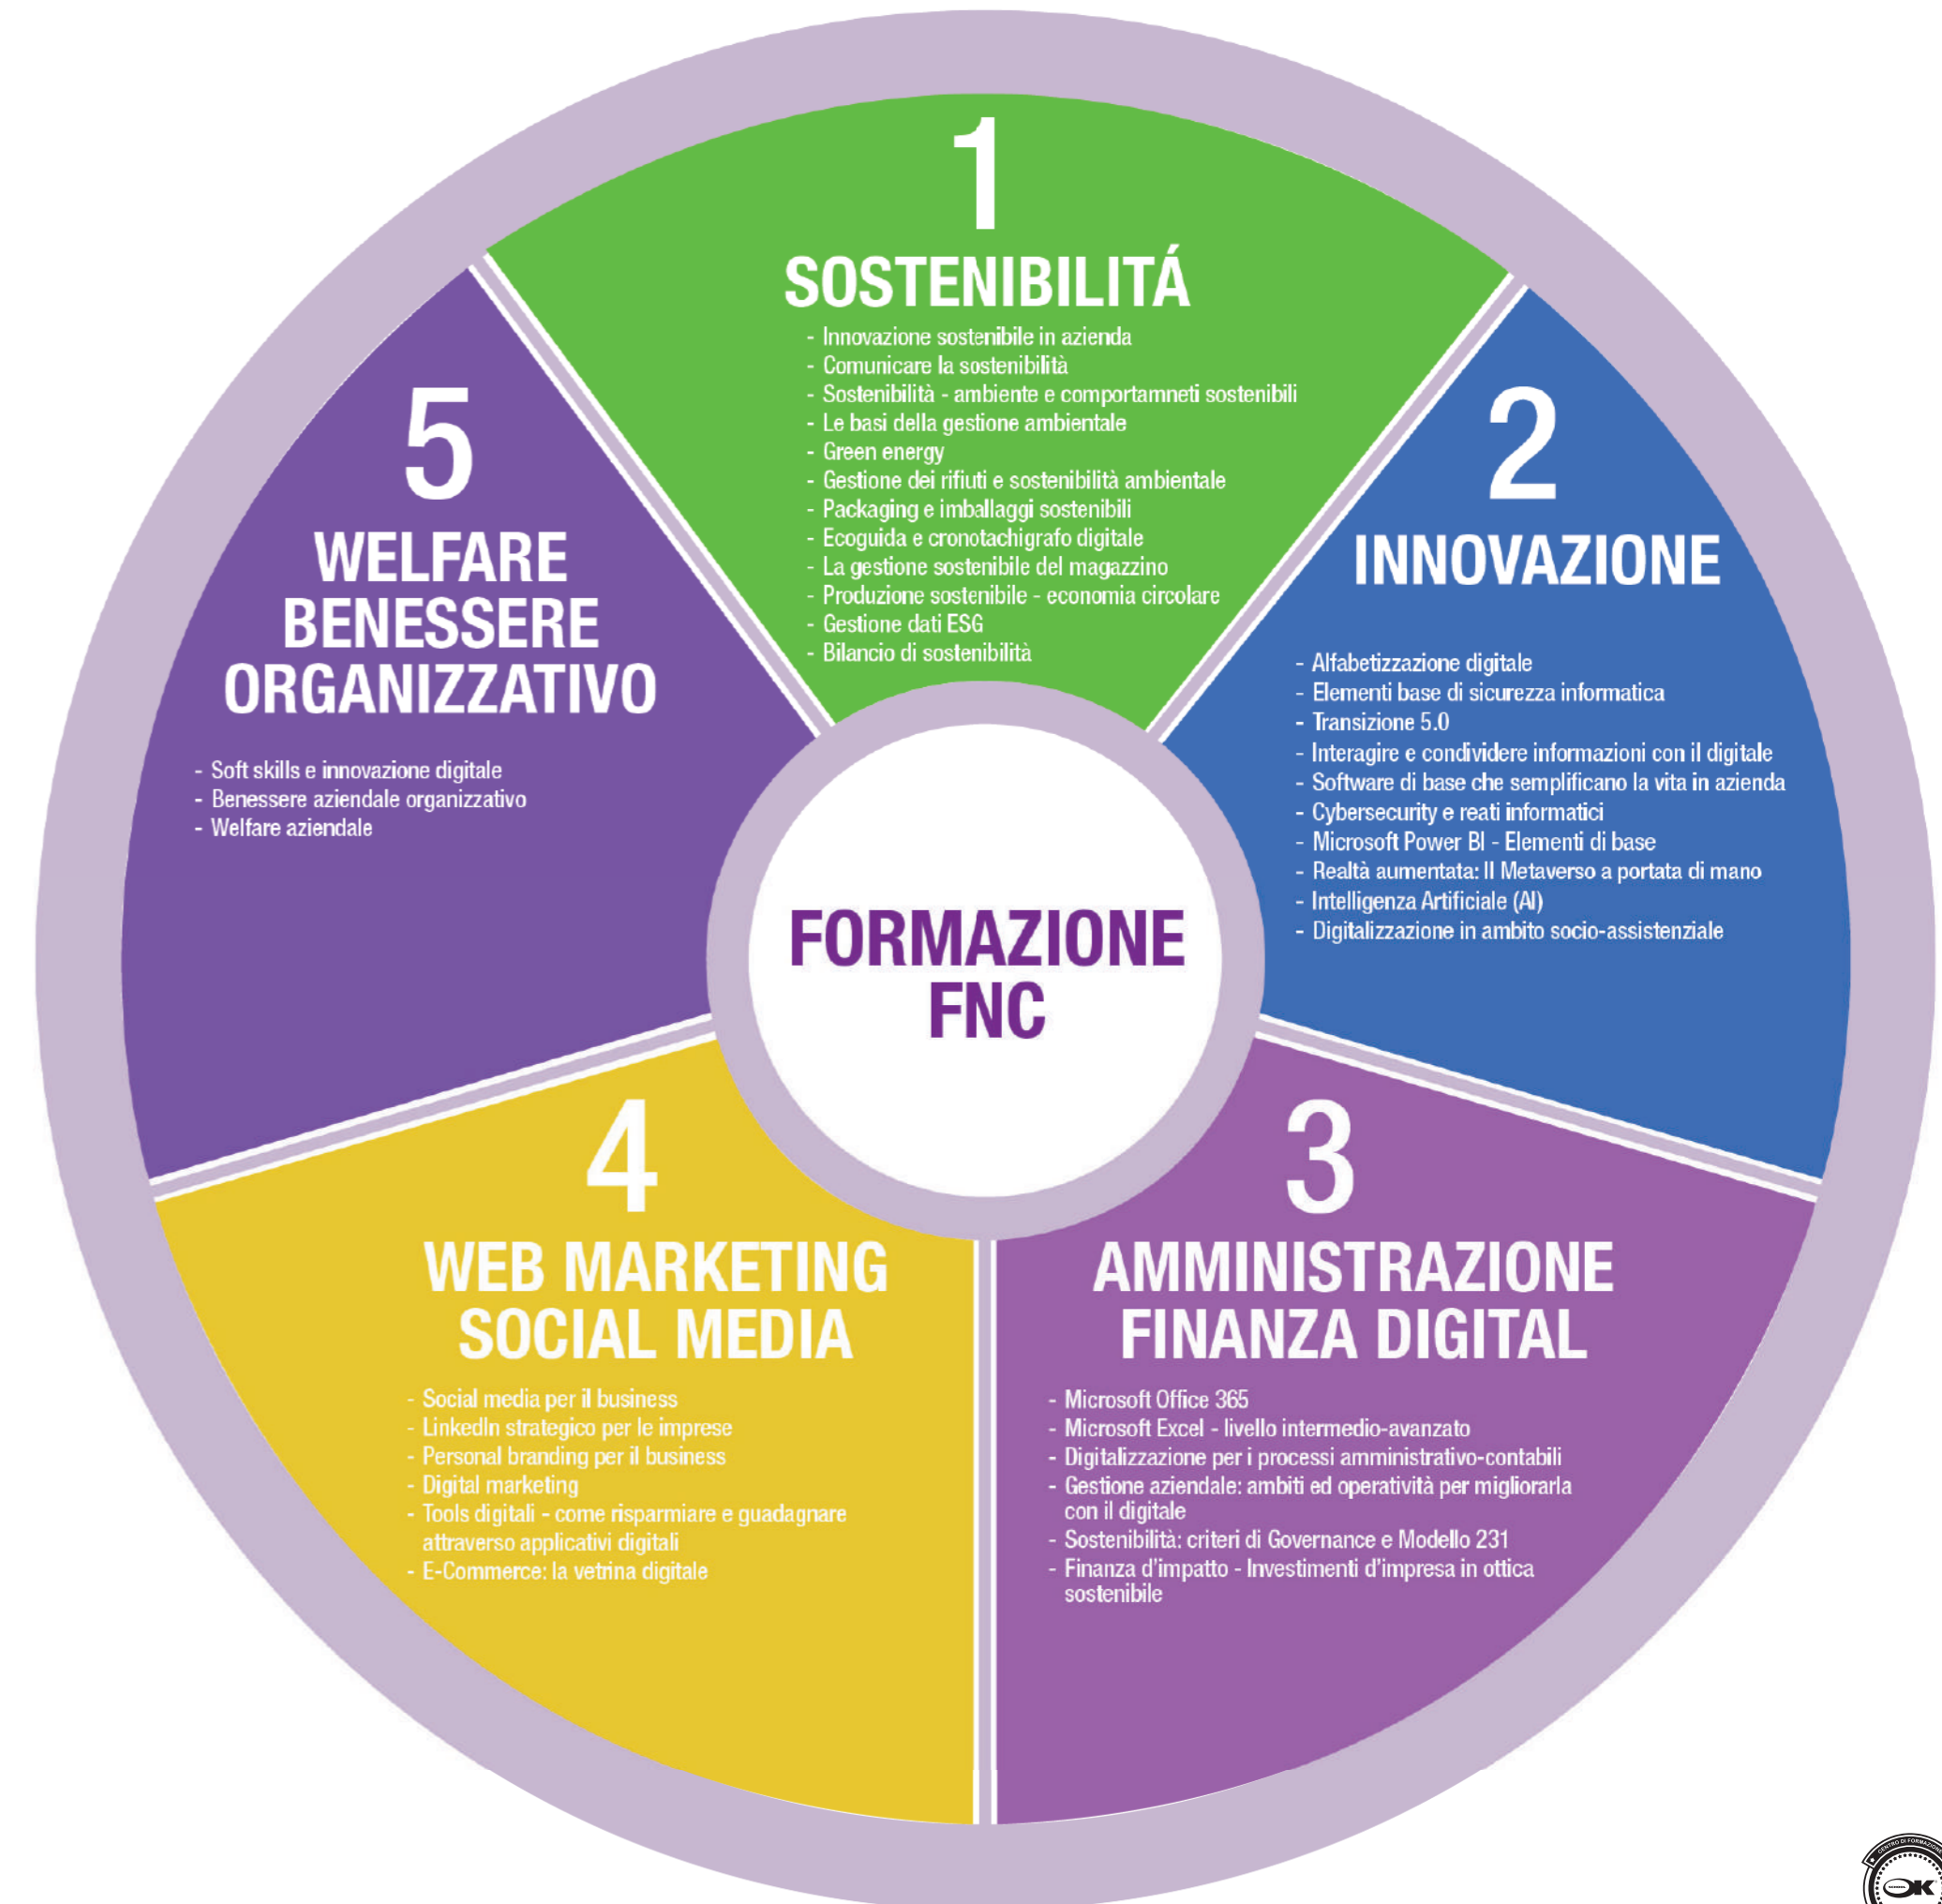 1
SOSTENIBILITÁ
- Innovazione sostenibile in azienda
- Comunicare la sostenibilità
- Sostenibilità - ambiente e comportamneti sostenibili
- Le basi della gestione ambientale
- Green energy
- Gestione dei rifiuti e sostenibilità ambientale
- Packaging e imballaggi sostenibili
- Ecoguida e cronotachigrafo digitale
- La gestione sostenibile del magazzino
- Produzione sostenibile - economia circolare
- Gestione dati ESG
- Bilancio di sostenibilità
2
INNOVAZIONE
- Alfabetizzazione digitale
- Elementi base di sicurezza informatica
- Transizione 5.0
- Interagire e condividere informazioni con il digitale
- Software di base che semplificano la vita in azienda
- Cybersecurity e reati informatici
- Microsoft Power BI - Elementi di base
- Realtà aumentata: Il Metaverso a portata di mano
- Intelligenza Artificiale (AI)
- Digitalizzazione in ambito socio-assistenziale
3
AMMINISTRAZIONE
FINANZA DIGITAL
- Microsoft Office 365
- Microsoft Excel - livello intermedio-avanzato
- Digitalizzazione per i processi amministrativo-contabili
- Gestione aziendale: ambiti ed operatività per migliorarla
con il digitale
- Sostenibilità: criteri di Governance e Modello 231
- Finanza d'impatto - Investimenti d'impresa in ottica
sostenibile
4
WEB MARKETING
SOCIAL MEDIA
- Social media per il business
- LinkedIn strategico per le imprese
- Personal branding per il business
- Digital marketing
- Tools digitali - come risparmiare e guadagnare
attraverso applicativi digitali
- E-Commerce: la vetrina digitale
5
WELFARE
BENESSERE
ORGANIZZATIVO
- Soft skills e innovazione digitale
- Benessere aziendale organizzativo
- Welfare aziendale
FORMAZIONE
FNC
CENTRO DI FORMAZIONE
OK